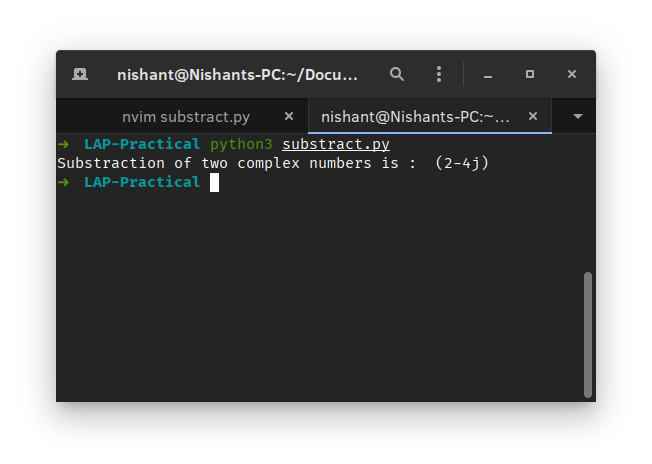 nishant@Nishants-PC:~/Docu...
nvim substract.py
nishant@Nishants-PC:~...
➜ LAP-Practical python3 substract.py
Substraction of two complex numbers is :  (2-4j)
➜ LAP-Practical